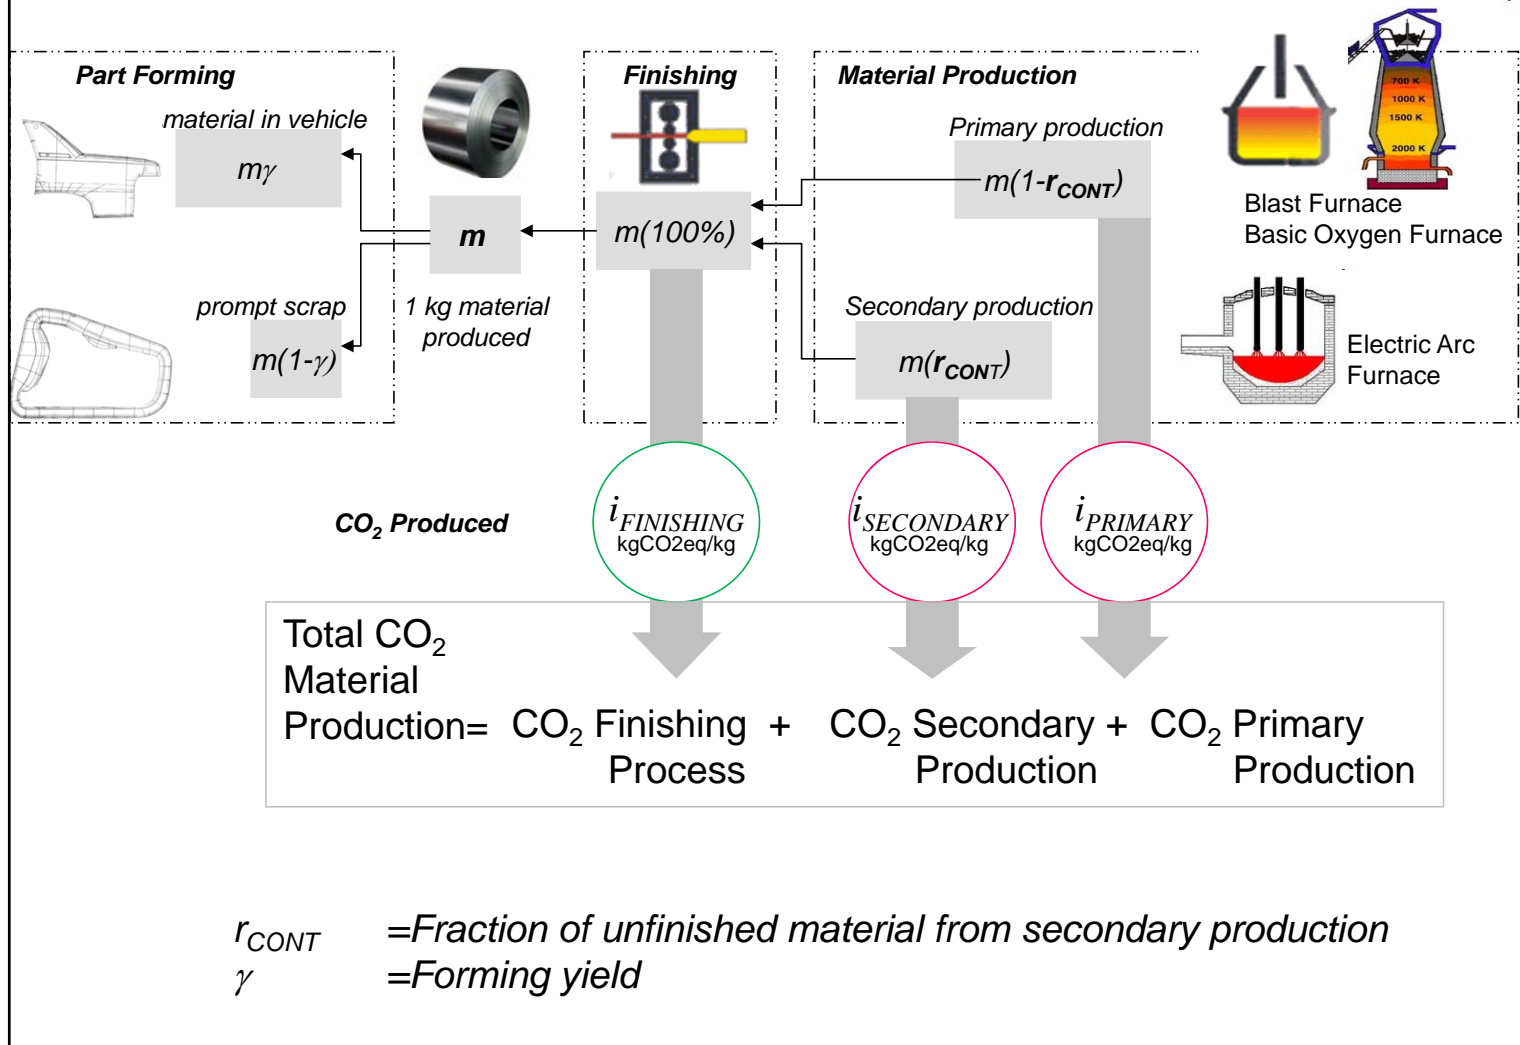 Part Forming
Finishing
Material Production
700 K
1000 K
1500 K
2000 K
material in vehicle
mγ
Primary production
m(1-rCONT)
Blast Furnace
Basic Oxygen Furnace
m
m(100%)
prompt scrap
m(1-γ)
1 kg material
produced
Secondary production
m(rCONT)
Electric Arc
Furnace
CO2 Produced
iFINISHING
kgCO2eq/kg
iSECONDARY
kgCO2eq/kg
iPRIMARY
kgCO2eq/kg
Total CO2
Material
Production= CO2 Finishing + CO2 Secondary + CO2 Primary
Process Production Production
rCONT =Fraction of unfinished material from secondary production
γ =Forming yield